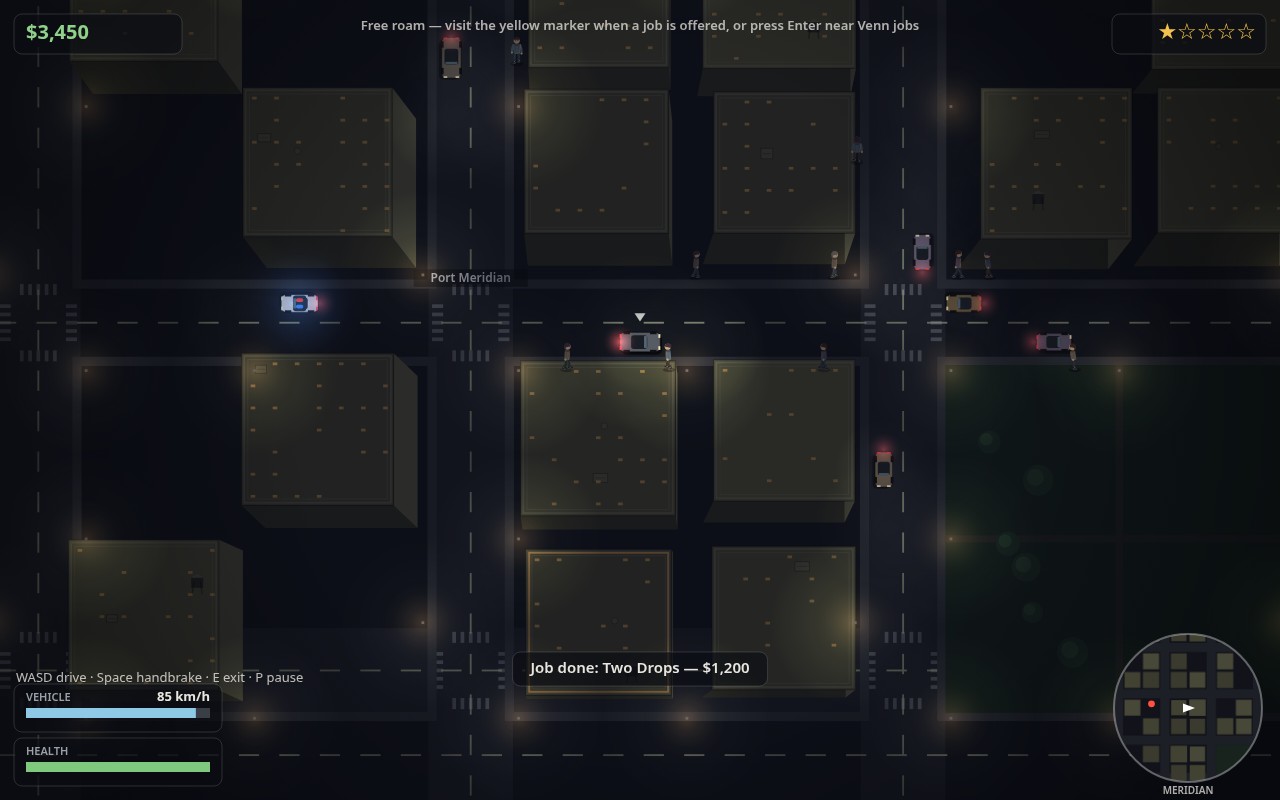 $3,450
Free roam — visit the yellow marker when a job is offered, or press Enter near Venn jobs
★☆☆☆☆
Port Meridian
Job done: Two Drops — $1,200
WASD drive · Space handbrake · E exit · P pause
VEHICLE 85 km/h
HEALTH
MERIDIAN